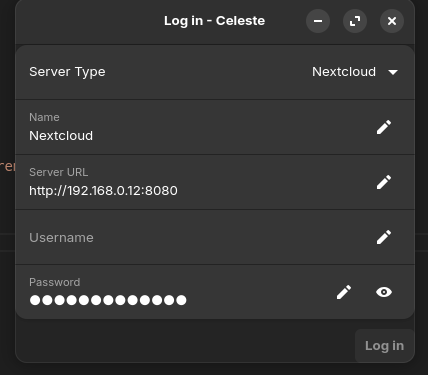 Log in - Celeste
Server Type
Nextcloud
Name
Nextcloud
Server URL
http://192.168.0.12:8080
Username
Password
●●●●●●●●●●●●●
Log in